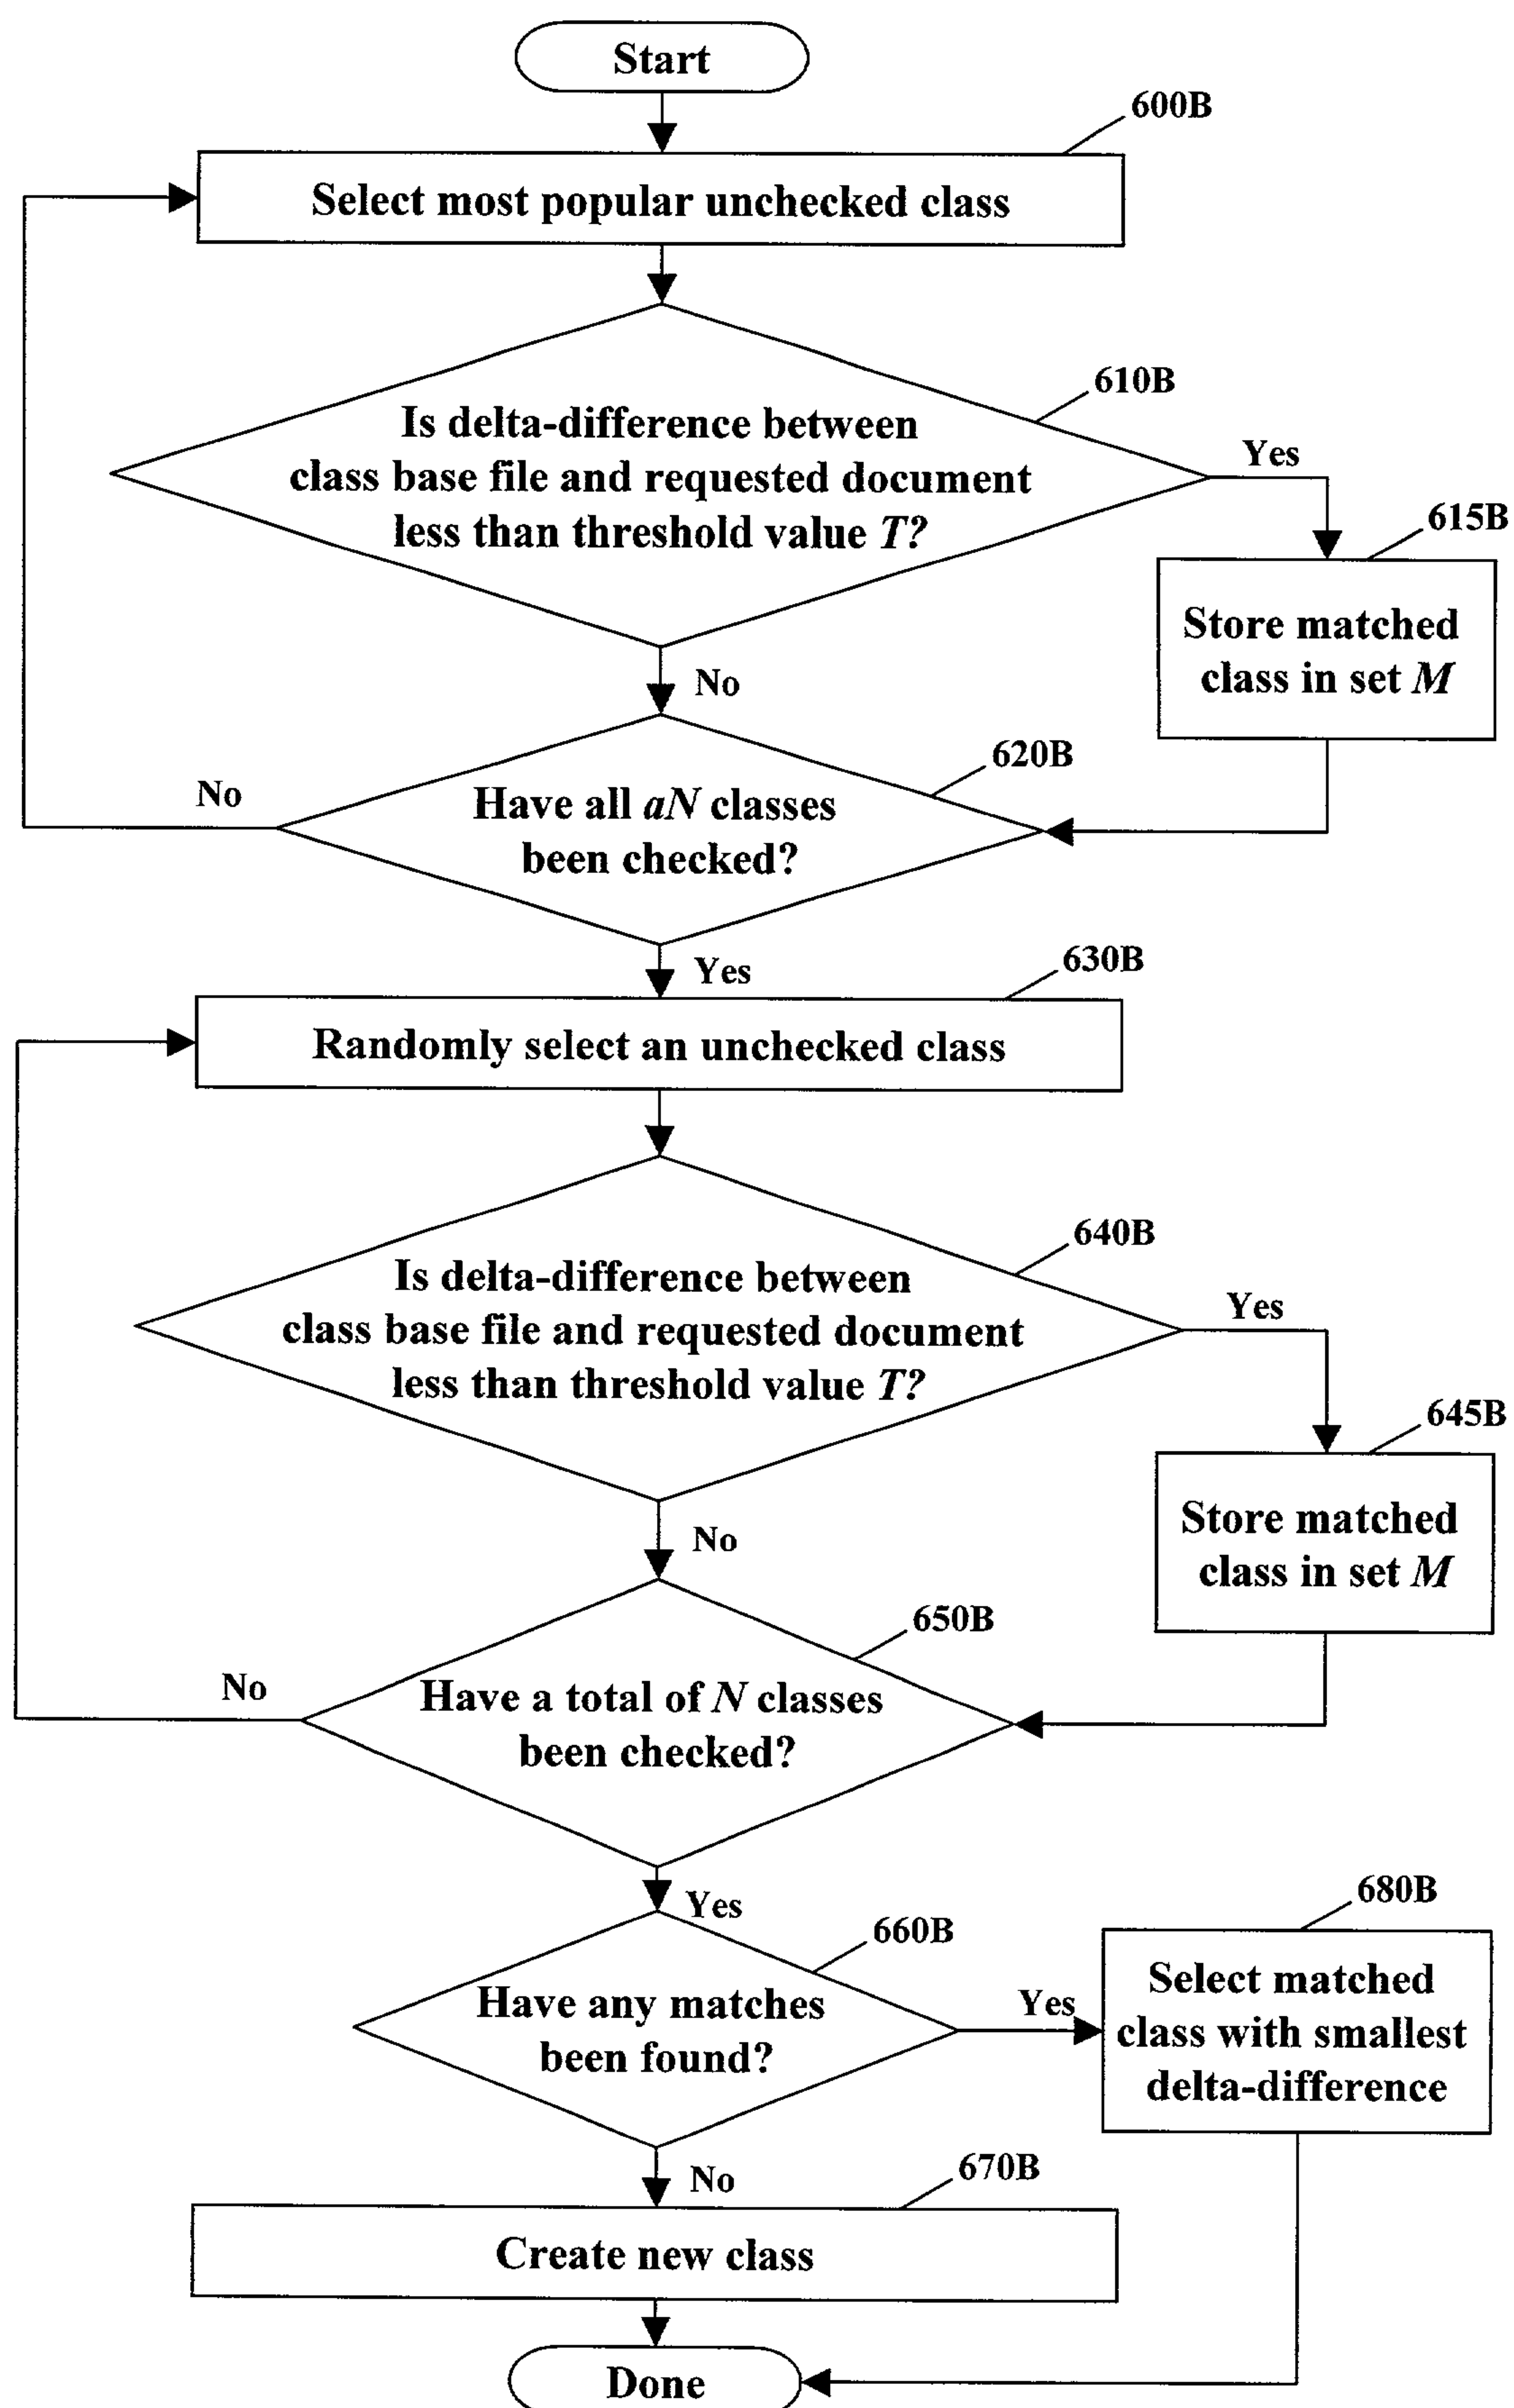 Start
600B
Select most popular unchecked class
610B
Is delta-difference between
class base file and requested document
less than threshold value T?
Yes
615B
Store matched
class in set M
No
620B
No
Have all aN classes
been checked?
Yes
630B
Randomly select an unchecked class
640B
Is delta-difference between
class base file and requested document
less than threshold value T?
Yes
645B
Store matched
class in set M
No
650B
No
Have a total of N classes
been checked?
Yes
660B
680B
Have any matches
been found?
Yes
Select matched
class with smallest
delta-difference
No
670B
Create new class
Done